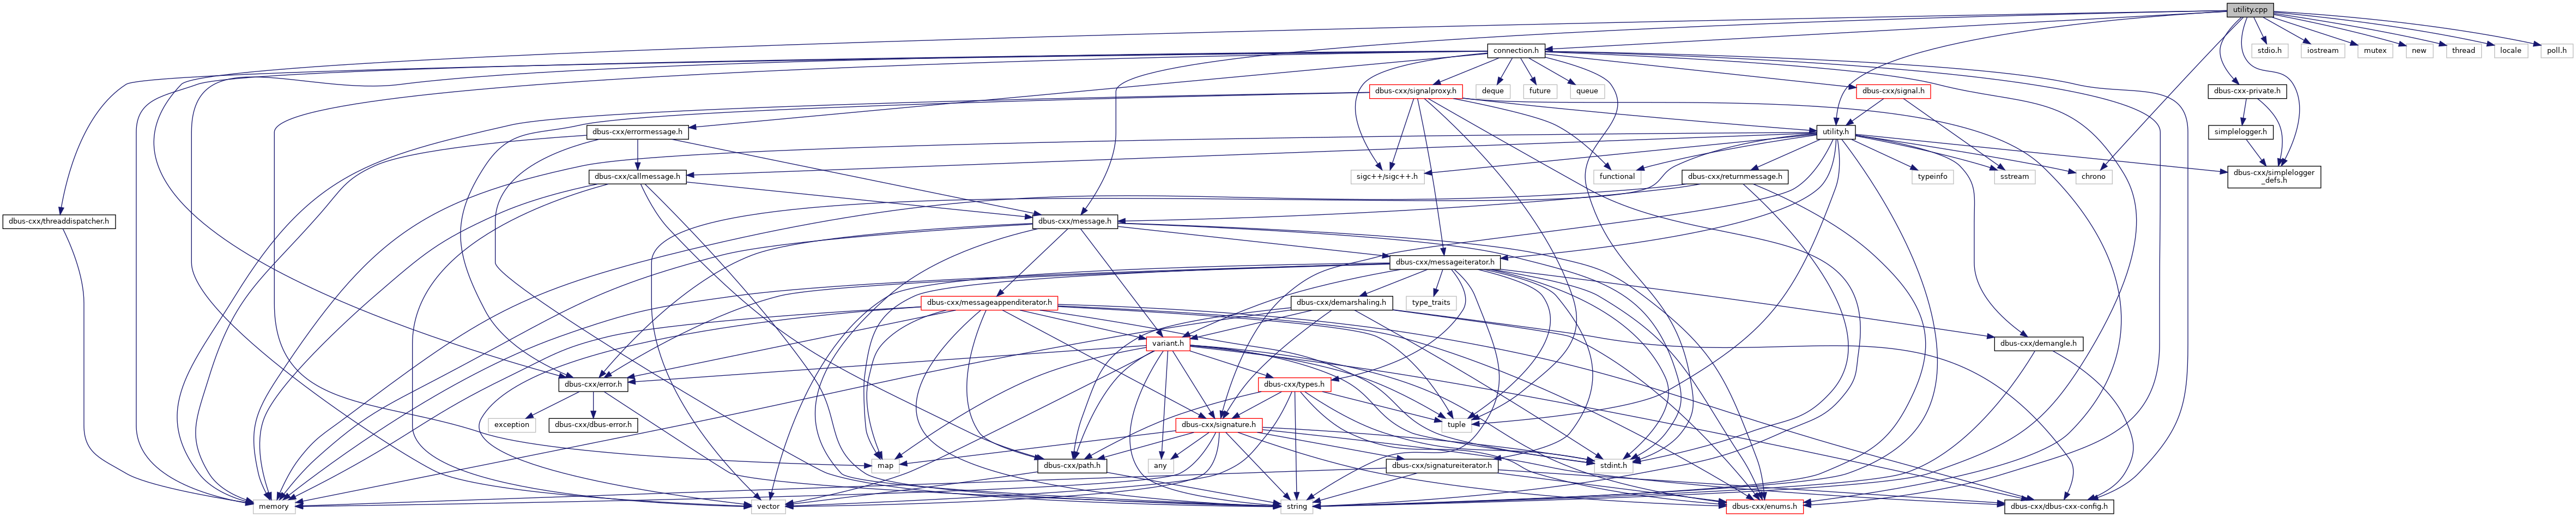 utility.cpp
connection.h
stdio.h
iostream
mutex
new
thread
locale
poll.h
dbus-cxx/signalproxy.h
deque
future
queue
dbus-cxx/signal.h
dbus-cxx-private.h
dbus-cxx/errormessage.h
utility.h
simplelogger.h
dbus-cxx/callmessage.h
sigc++/sigc++.h
functional
dbus-cxx/returnmessage.h
typeinfo
sstream
chrono
dbus-cxx/simplelogger
_defs.h
dbus-cxx/threaddispatcher.h
dbus-cxx/message.h
dbus-cxx/messageiterator.h
dbus-cxx/messageappenditerator.h
dbus-cxx/demarshaling.h
type_traits
variant.h
dbus-cxx/demangle.h
dbus-cxx/error.h
dbus-cxx/types.h
exception
dbus-cxx/dbus-error.h
dbus-cxx/signature.h
tuple
map
dbus-cxx/path.h
any
dbus-cxx/signatureiterator.h
stdint.h
memory
vector
string
dbus-cxx/enums.h
dbus-cxx/dbus-cxx-config.h